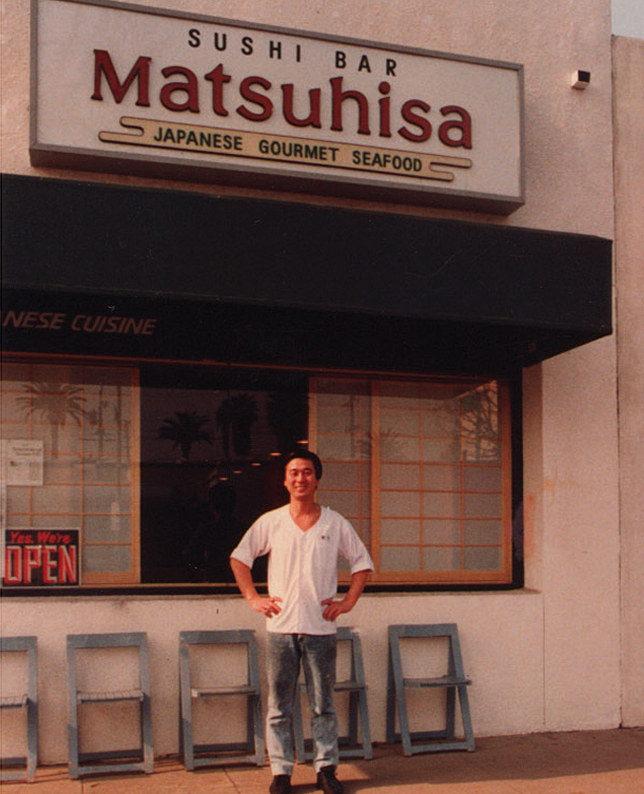 SUSHI BAR
Matsuhisa
JAPANESE GOURMET SEAFOOD
NESE CUISINE
Yes, We're
OPEN